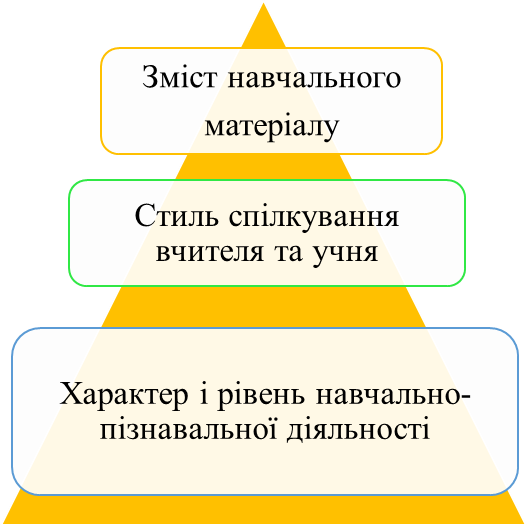 Зміст навчального
матеріалу
Стиль спілкування
вчителя та учня
Характер і рівень навчально-
пізнавальної діяльності